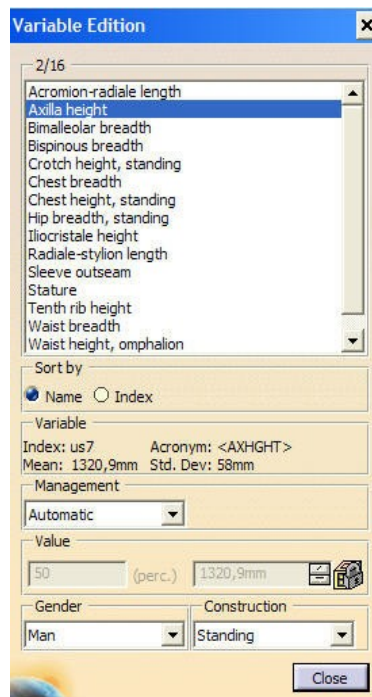 Variable Edition
2/16
Acromion-radiale length
Axilla height
Bimalleolar breadth
Bispinous breadth
Crotch height, standing
Chest breadth
Chest height, standing
Hip breadth, standing
Iliocristale height
Radiale-stylion length
Sleeve outseam
Stature
Tenth rib height
Waist breadth
Waist height, omphalion
Sort by
Name Index
Variable
Index: us7 Acronym: <AXHGHT>
Mean: 1320,9mm Std. Dev: 58mm
Management
Automatic
Value
50 (perc.) 1320,9mm
Gender Construction
Man Standing
Close